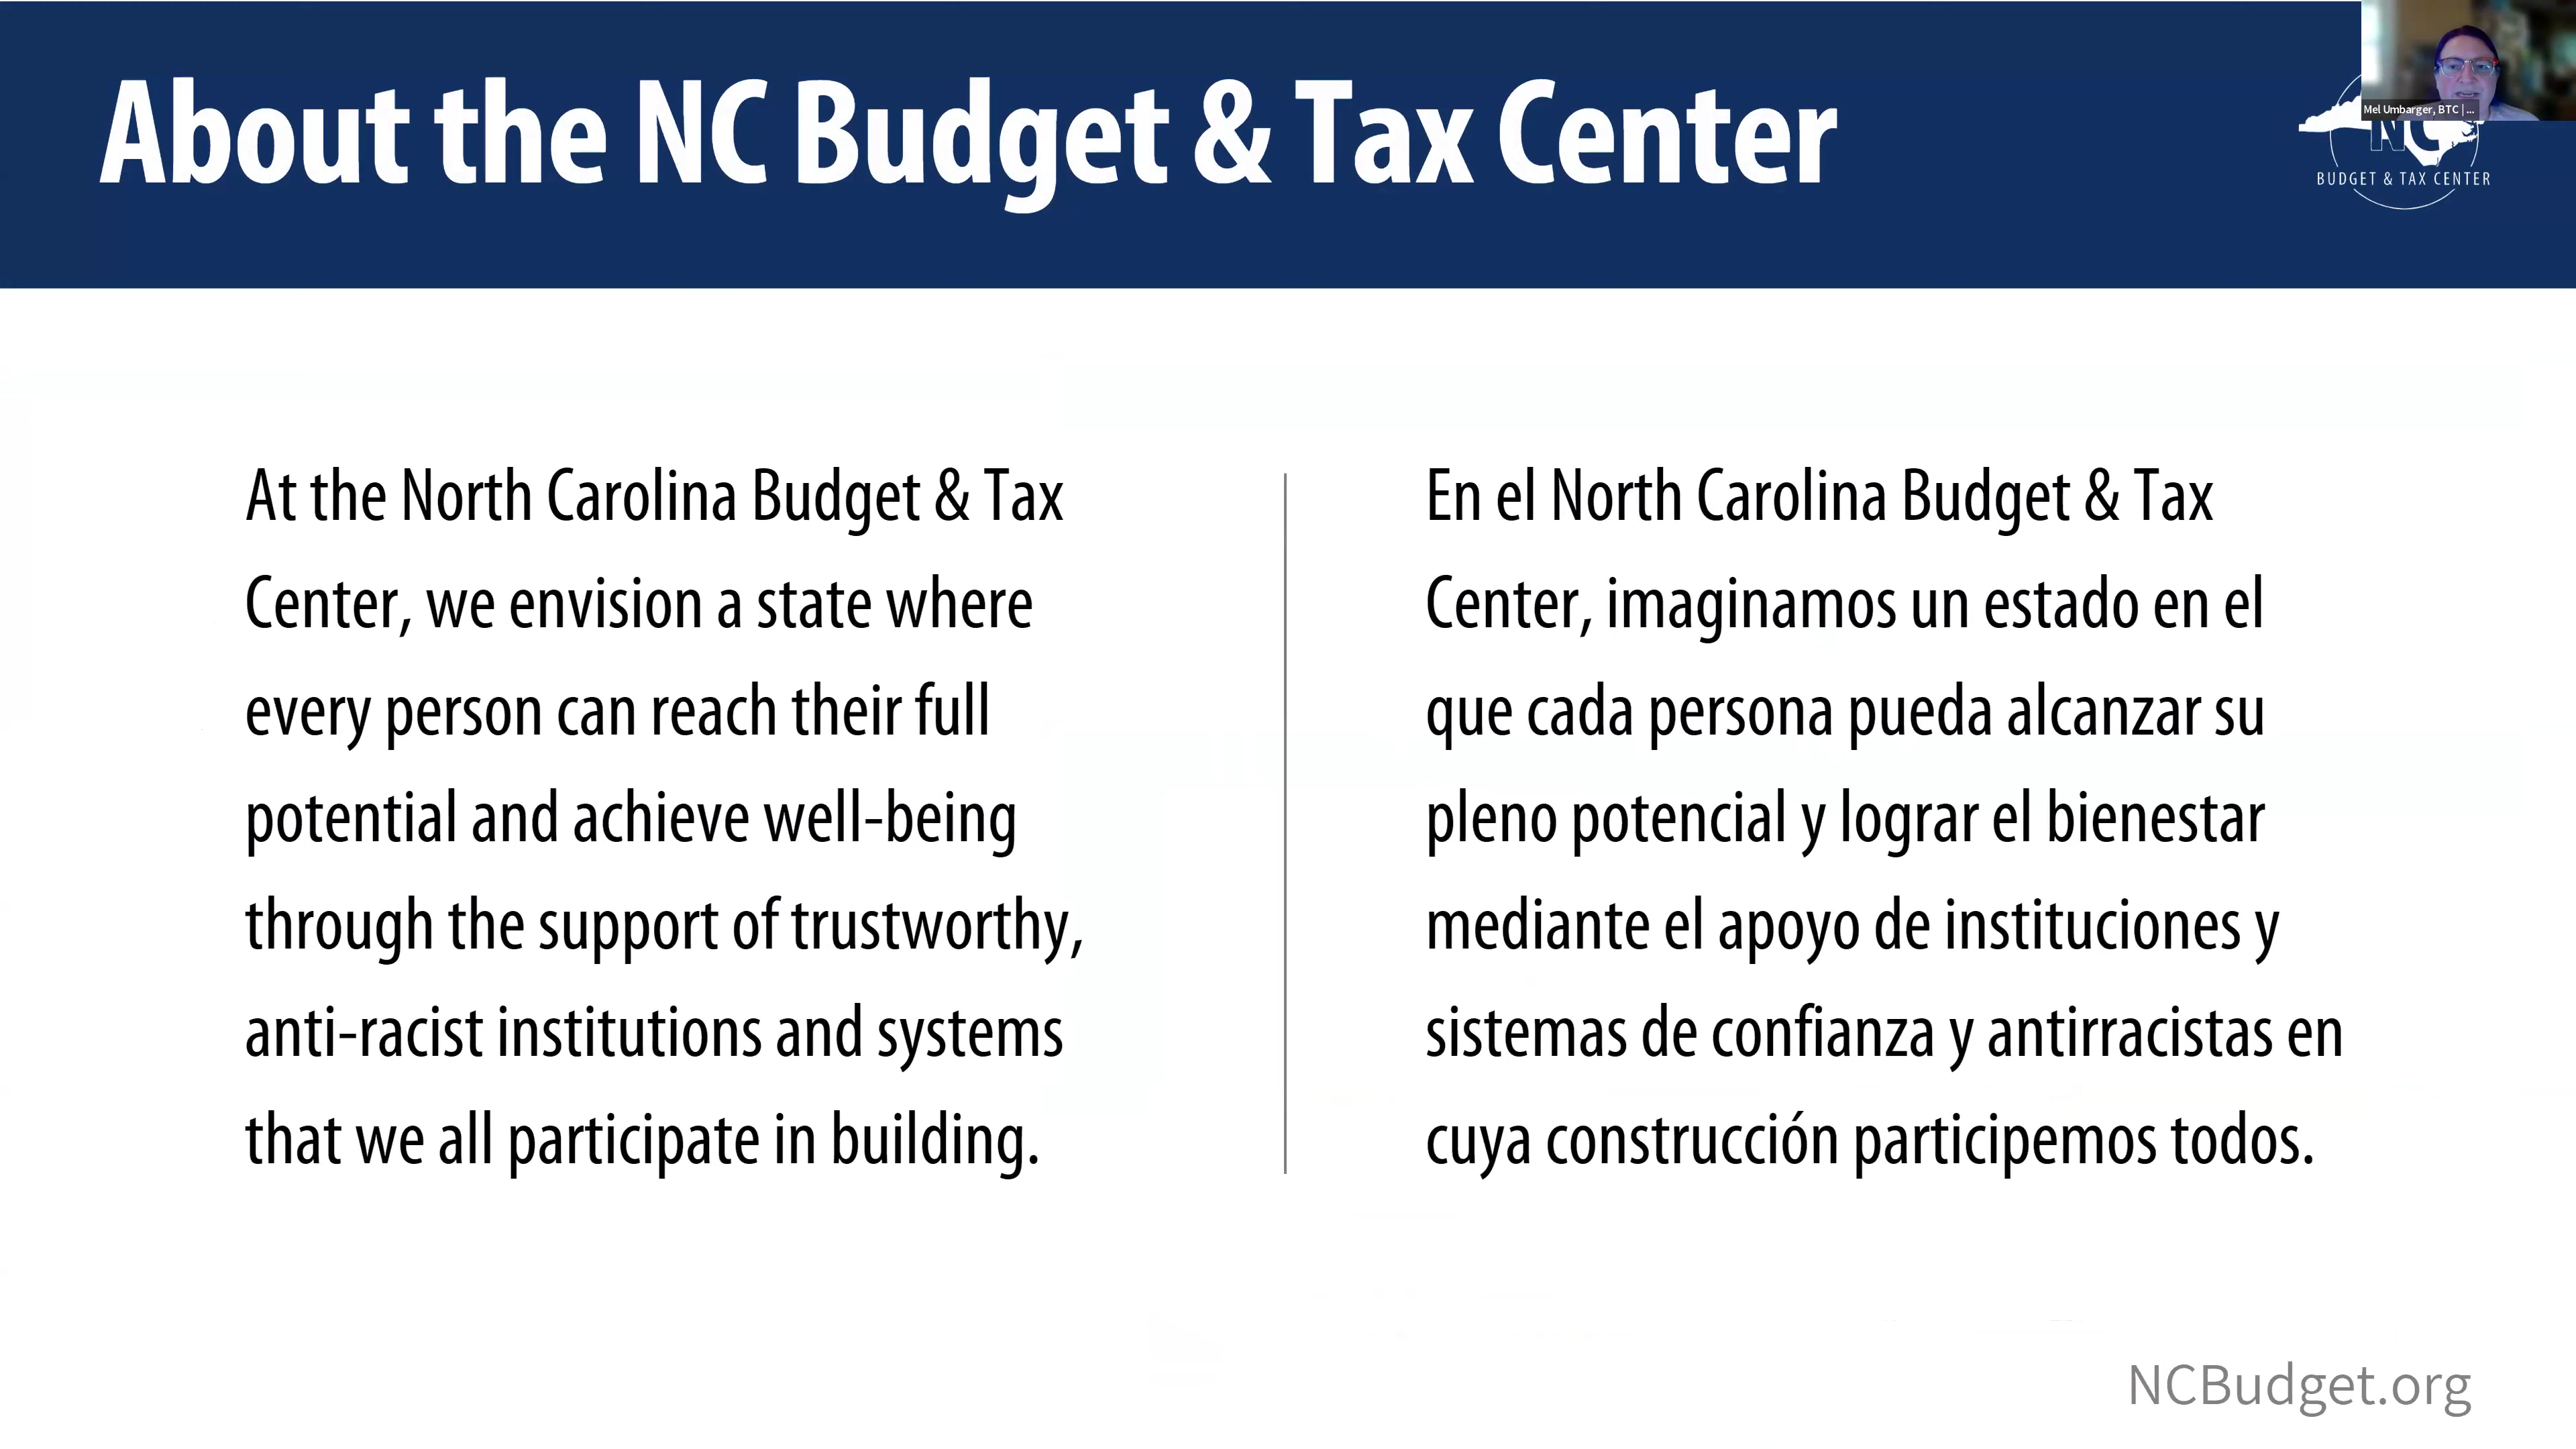 About the NC Budget & Tax Center
Mel Umbarger, BTC | ...
NC
BUDGET & TAX CENTER
At the North Carolina Budget & Tax
Center, we envision a state where
every person can reach their full
potential and achieve well-being
through the support of trustworthy,
anti-racist institutions and systems
that we all participate in building.
En el North Carolina Budget & Tax
Center, imaginamos un estado en el
que cada persona pueda alcanzar su
pleno potencial y lograr el bienestar
mediante el apoyo de instituciones y
sistemas de confianza y antirracistas en
cuya construcción participemos todos.
NCBudget.org